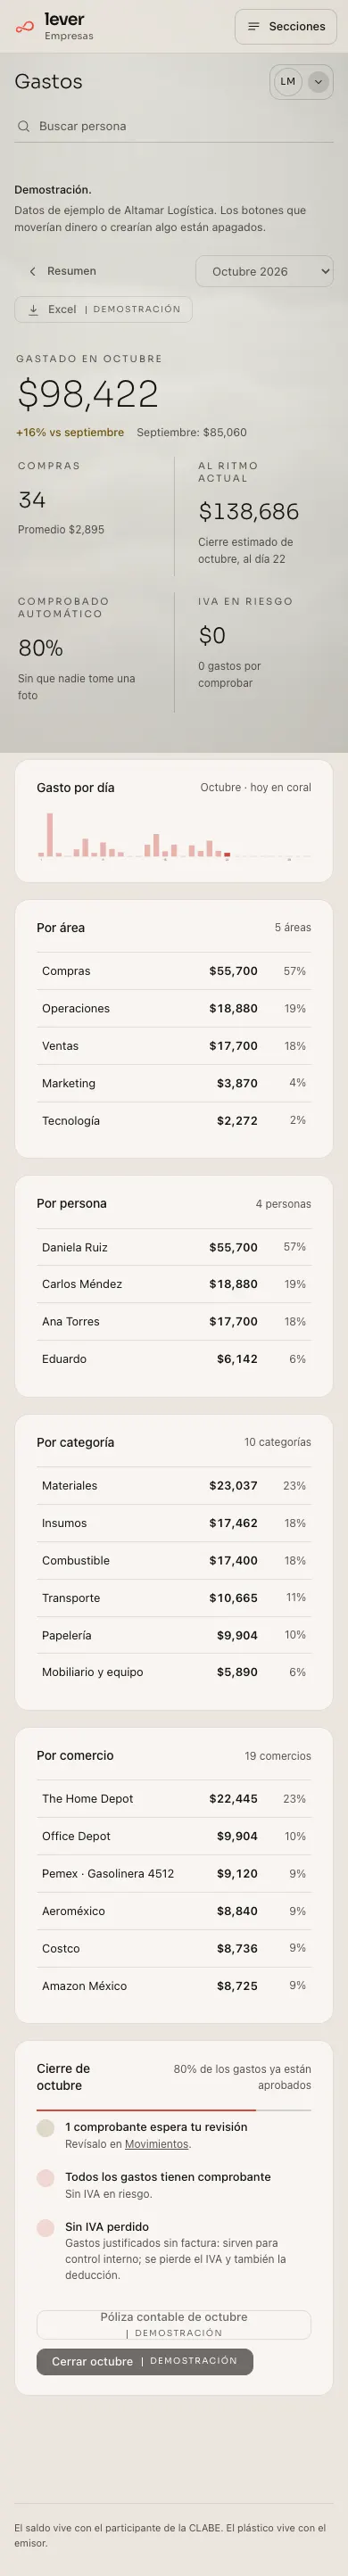 lever
Empresas
Secciones
Gastos
LM
Buscar persona
Demostración.
Datos de ejemplo de Altamar Logística. Los botones que
moverían dinero o crearían algo están apagados.
Resumen
Octubre 2026
Excel | DEMOSTRACIÓN
GASTADO EN OCTUBRE
$98,422
+16% vs septiembre Septiembre: $85,060
COMPRAS
34
Promedio $2,895
AL RITMO
ACTUAL
$138,686
Cierre estimado de
octubre, al día 22
COMPROBADO
AUTOMÁTICO
80%
Sin que nadie tome una
foto
IVA EN RIESGO
$0
0 gastos por
comprobar
Gasto por día
Octubre · hoy en coral
Por área 5 áreas
Compras $55,700 57%
Operaciones $18,880 19%
Ventas $17,700 18%
Marketing $3,870 4%
Tecnología $2,272 2%
Por persona 4 personas
Daniela Ruiz $55,700 57%
Carlos Méndez $18,880 19%
Ana Torres $17,700 18%
Eduardo $6,142 6%
Por categoría 10 categorías
Materiales $23,037 23%
Insumos $17,462 18%
Combustible $17,400 18%
Transporte $10,665 11%
Papelería $9,904 10%
Mobiliario y equipo $5,890 6%
Por comercio 19 comercios
The Home Depot $22,445 23%
Office Depot $9,904 10%
Pemex · Gasolinera 4512 $9,120 9%
Aeroméxico $8,840 9%
Costco $8,736 9%
Amazon México $8,725 9%
Cierre de
octubre
80% de los gastos ya están
aprobados
1 comprobante espera tu revisión
Revísalo en Movimientos.
Todos los gastos tienen comprobante
Sin IVA en riesgo.
Sin IVA perdido
Gastos justificados sin factura: sirven para
control interno; se pierde el IVA y también la
deducción.
Póliza contable de octubre
| DEMOSTRACIÓN
Cerrar octubre | DEMOSTRACIÓN
El saldo vive con el participante de la CLABE. El plástico vive con el
emisor.